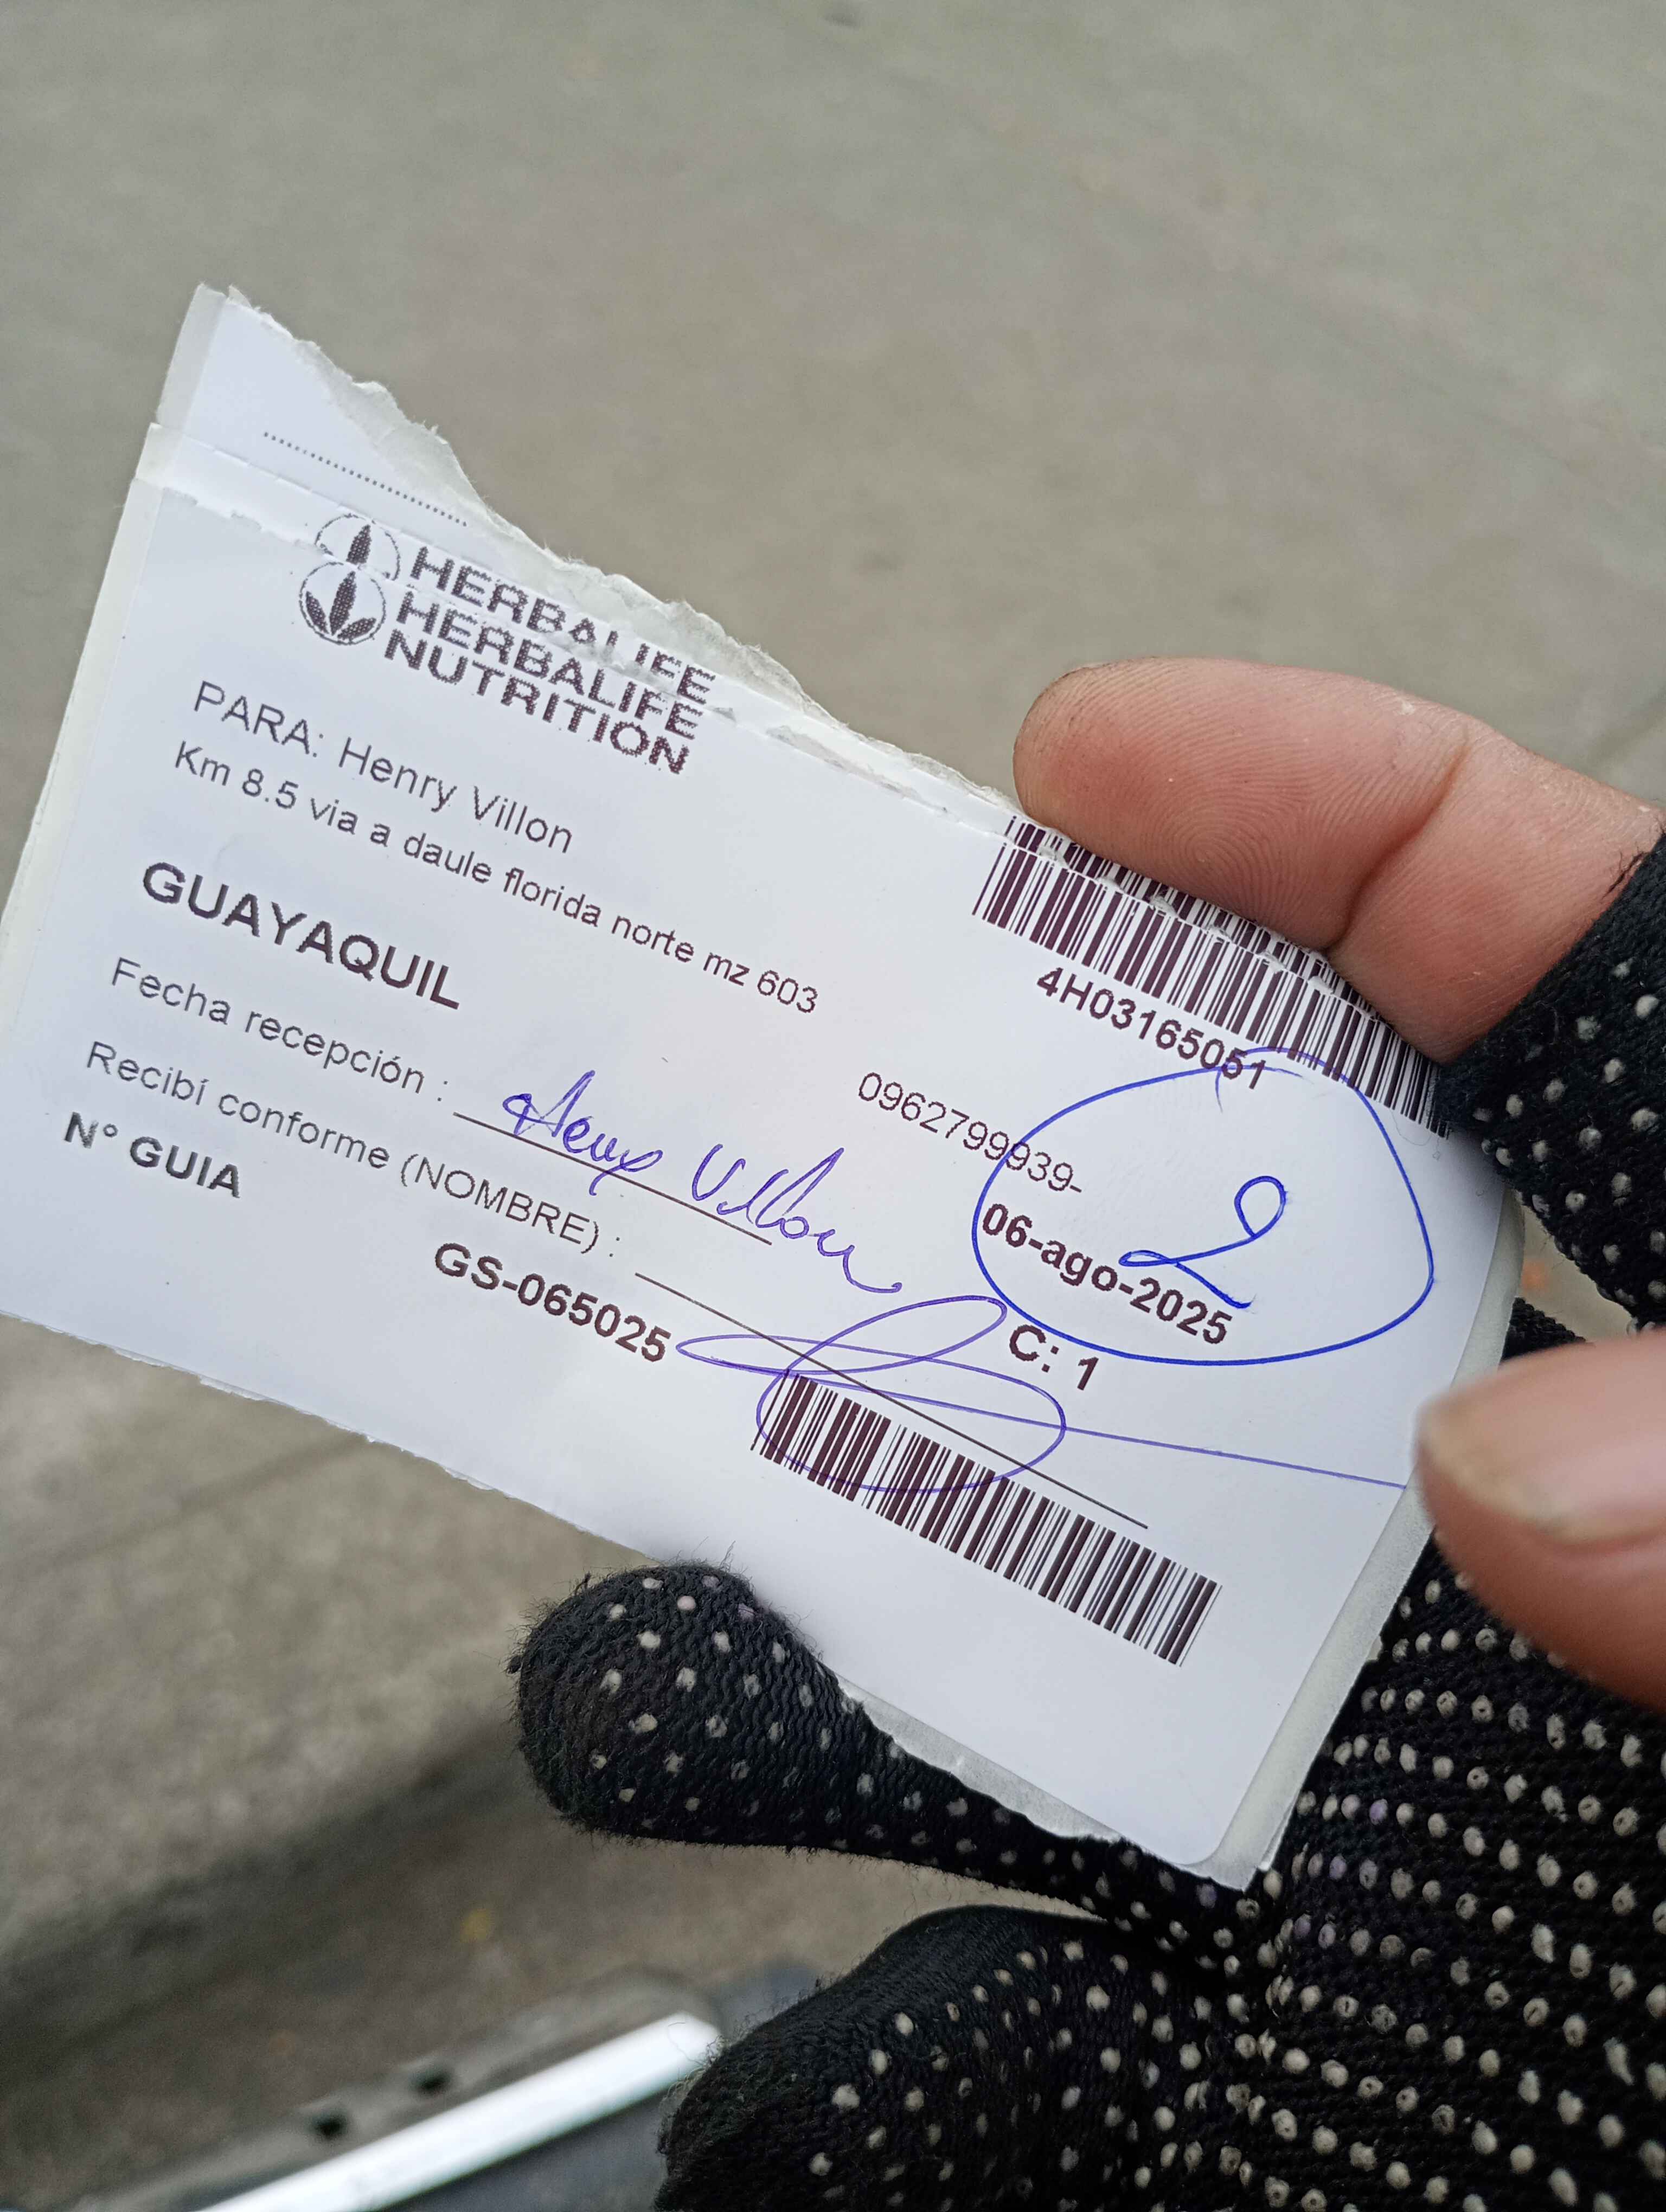 HERBALIFE
HERBALIFE
NUTRITION
PARA: Henry Villon
Km 8.5 via a daule florida norte mz 603
4H03165051
GUAYAQUIL
0962799939-
Fecha recepción :
Henry Villon
06-ago-2025
2
Recibí conforme (NOMBRE) :
C: 1
N° GUIA
GS-065025